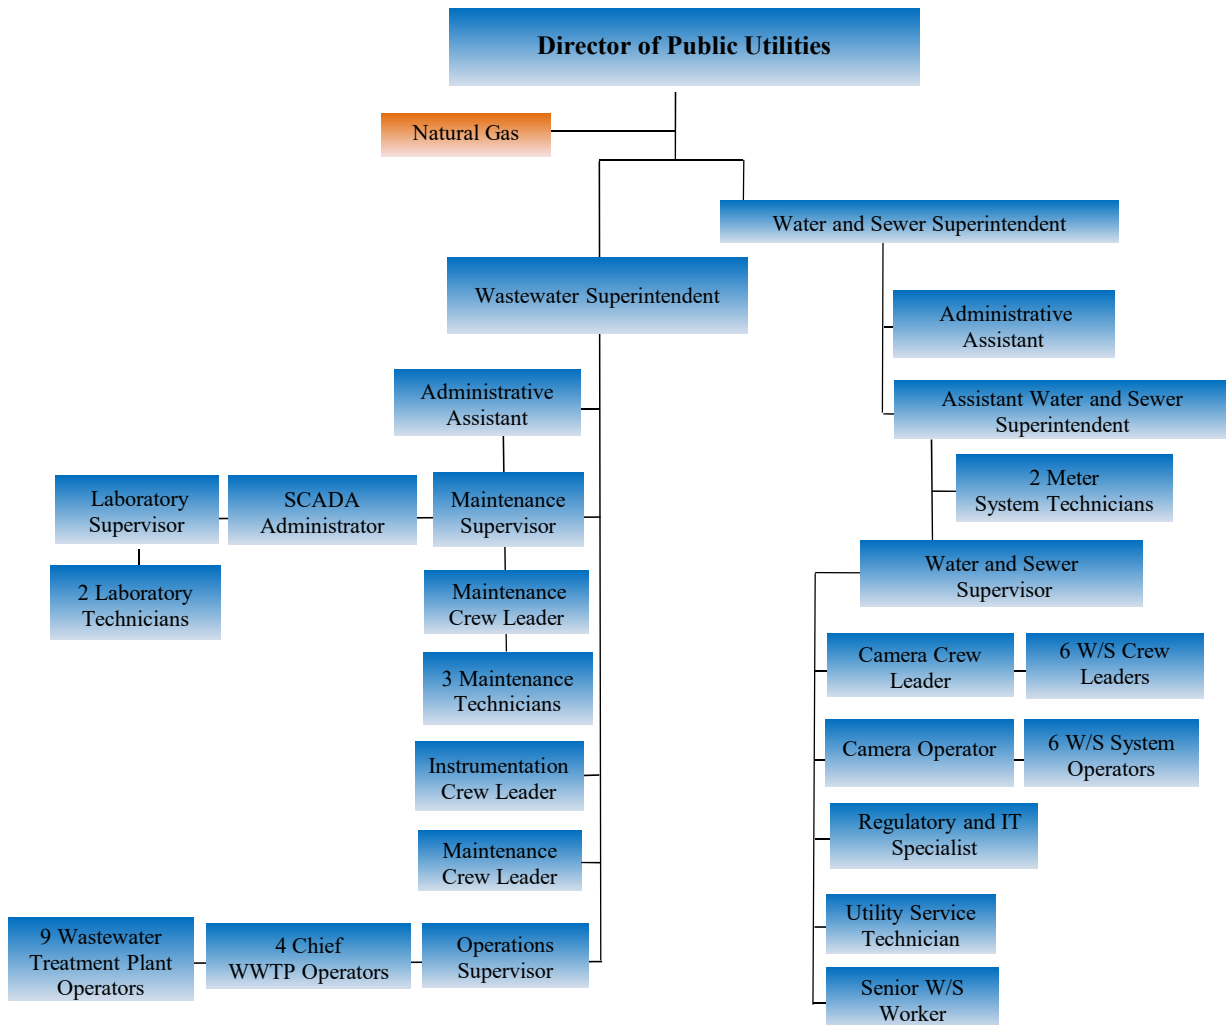 Director of Public Utilities
Natural Gas
Water and Sewer Superintendent
Wastewater Superintendent
Administrative
Assistant
Assistant Water and Sewer
Superintendent
2 Meter
System Technicians
Water and Sewer
Supervisor
Camera Crew
Leader
6 W/S Crew
Leaders
Camera Operator
6 W/S System
Operators
Regulatory and IT
Specialist
Utility Service
Technician
Senior W/S
Worker
Administrative
Assistant
Laboratory
Supervisor
SCADA
Administrator
Maintenance
Supervisor
2 Laboratory
Technicians
Maintenance
Crew Leader
3 Maintenance
Technicians
Instrumentation
Crew Leader
Maintenance
Crew Leader
9 Wastewater
Treatment Plant
Operators
4 Chief
WWTP Operators
Operations
Supervisor